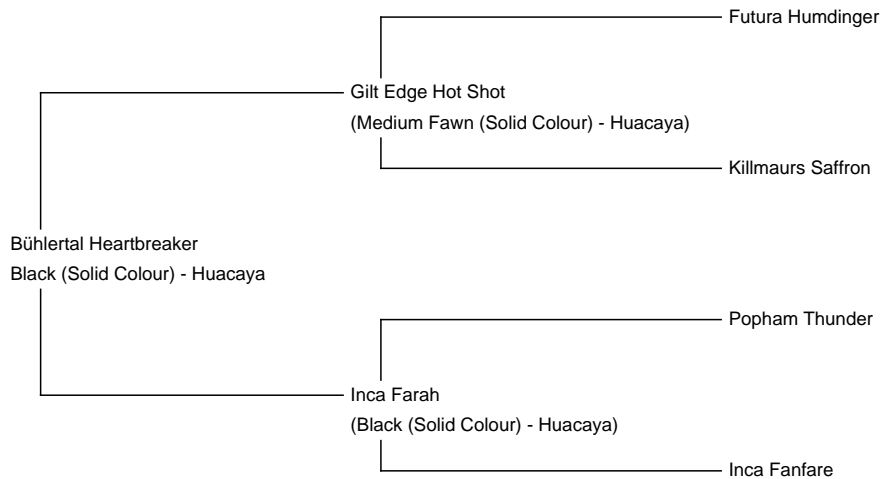 Futura Humdinger
Gilt Edge Hot Shot
(Medium Fawn (Solid Colour) - Huacaya)
Killmaurs Saffron
Bühlertal Heartbreaker
Black (Solid Colour) - Huacaya
Popham Thunder
Inca Farah
(Black (Solid Colour) - Huacaya)
Inca Fanfare